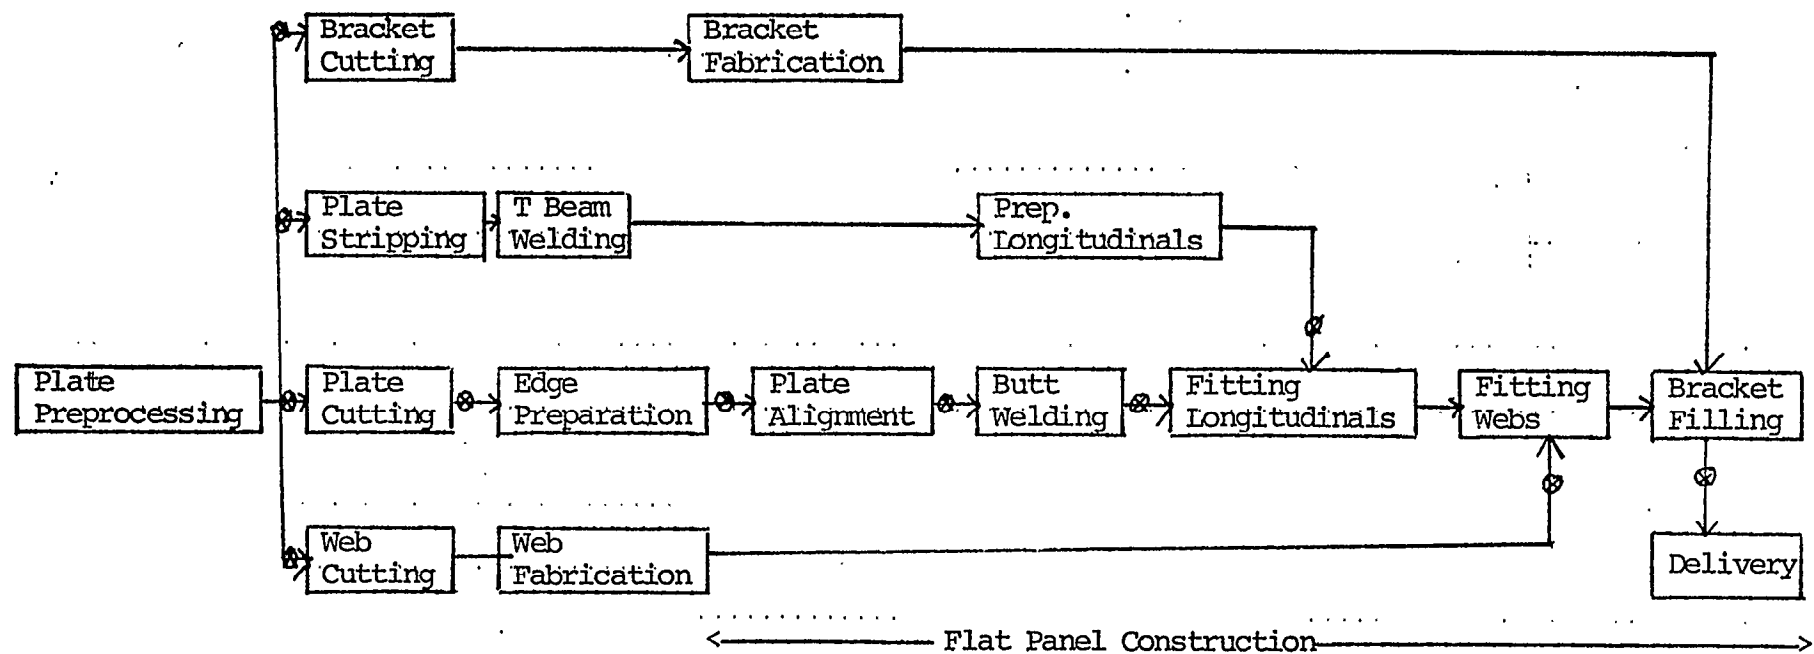 Bracket
Cutting
Bracket
Fabrication
Plate
Stripping
T Beam
Welding
Prep.
Longitudinals
Plate
Preprocessing
Plate
Cutting
Edge
Preparation
Plate
Alignment
Butt
Welding
Fitting
Longitudinals
Fitting
Webs
Bracket
Filling
Web
Cutting
Web
Fabrication
Delivery
Flat Panel Construction